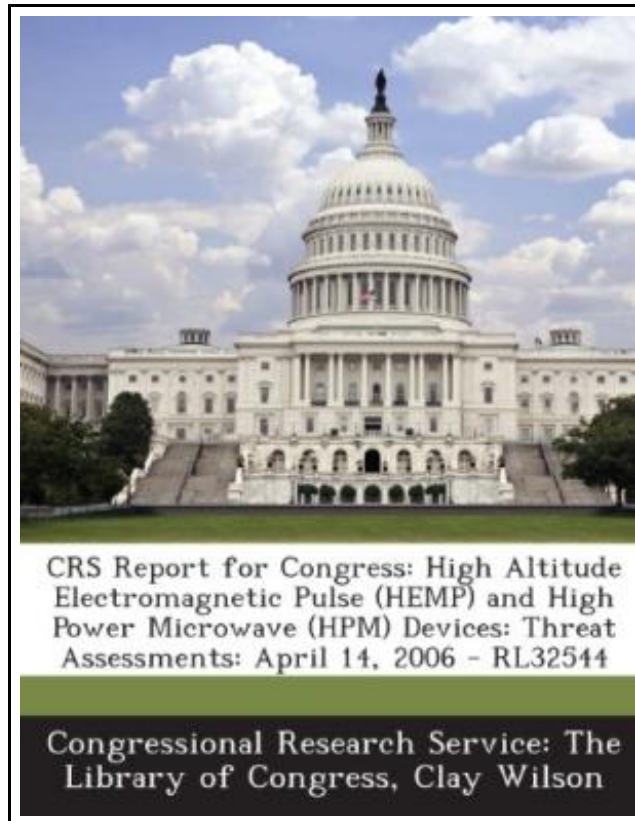 CRS Report for Congress: High Altitude
Electromagnetic Pulse (HEMP) and High
Power Microwave (HPM) Devices: Threat
Assessments: April 14, 2006 - RL32544
Congressional Research Service: The
Library of Congress, Clay Wilson